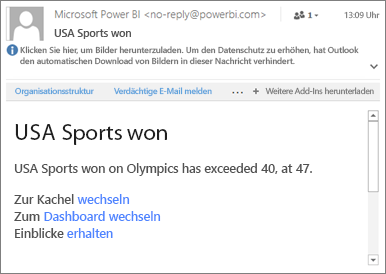 Microsoft Power BI <no-reply@powerbi.com>
1
13:09 Uhr
USA Sports won
Klicken Sie hier, um Bilder herunterzuladen. Um den Datenschutz zu erhöhen, hat Outlook
den automatischen Download von Bildern in dieser Nachricht verhindert.
Organisationsstruktur Verdächtige E-Mail melden ... + Weitere Add-Ins herunterladen
USA Sports won
USA Sports won on Olympics has exceeded 40, at 47.
Zur Kachel wechseln
Zum Dashboard wechseln
Einblicke erhalten